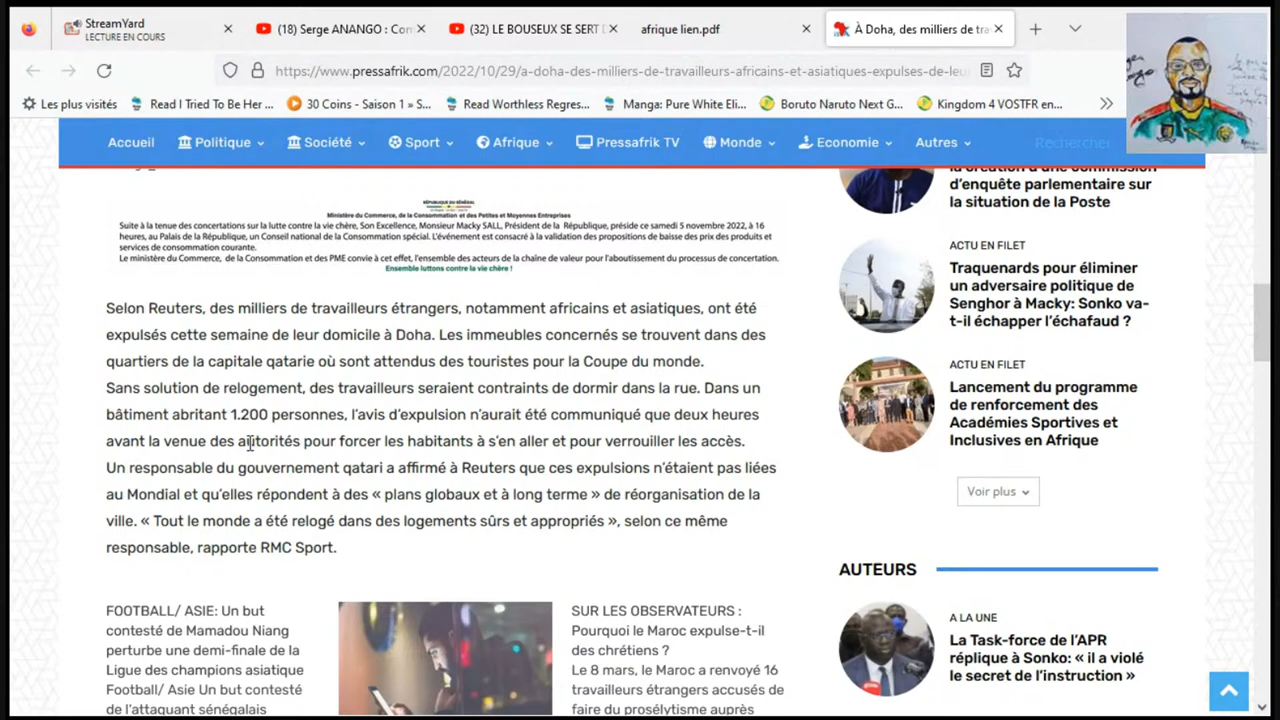 StreamYard
LECTURE EN COURS
(18) Serge ANANGO : Con
(32) LE BOUSEUX SE SERT D
afrique lien.pdf
À Doha, des milliers de tra
https://www.pressafrik.com/2022/10/29/a-doha-des-milliers-de-travailleurs-africains-et-asiatiques-expulses-de-leu
Les plus visités
Read I Tried To Be Her ...
30 Coins - Saison 1 » S...
Read Worthless Regres...
Manga: Pure White Eli...
Boruto Naruto Next G...
Kingdom 4 VOSTFR en...
Accueil
Politique
Société
Sport
Afrique
Pressafrik TV
Monde
Economie
Autres
Rechercher
RÉPUBLIQUE DU SÉNÉGAL
Ministère du Commerce, de la Consommation et des Petites et Moyennes Entreprises
Suite à la tenue des concertations sur la lutte contre la vie chère, Son Excellence, Monsieur Macky SALL, Président de la République, préside ce samedi 5 novembre 2022, à 16
heures, au Palais de la République, un Conseil national de la Consommation spécial. L'événement est consacré à la validation des propositions de baisse des prix des produits et
services de consommation courante.
Le ministère du Commerce, de la Consommation et des PME convie à cet effet, l'ensemble des acteurs de la chaîne de valeur pour l'aboutissement du processus de concertation.
Ensemble luttons contre la vie chère !
Selon Reuters, des milliers de travailleurs étrangers, notamment africains et asiatiques, ont été
expulsés cette semaine de leur domicile à Doha. Les immeubles concernés se trouvent dans des
quartiers de la capitale qatarie où sont attendus des touristes pour la Coupe du monde.
Sans solution de relogement, des travailleurs seraient contraints de dormir dans la rue. Dans un
bâtiment abritant 1.200 personnes, l'avis d'expulsion n'aurait été communiqué que deux heures
avant la venue des autorités pour forcer les habitants à s'en aller et pour verrouiller les accès.
Un responsable du gouvernement qatari a affirmé à Reuters que ces expulsions n'étaient pas liées
au Mondial et qu'elles répondent à des « plans globaux et à long terme » de réorganisation de la
ville. « Tout le monde a été relogé dans des logements sûrs et appropriés », selon ce même
responsable, rapporte RMC Sport.
FOOTBALL/ ASIE: Un but
contesté de Mamadou Niang
perturbe une demi-finale de la
Ligue des champions asiatique
Football/ Asie Un but contesté
de l'attaquant sénégalais
SUR LES OBSERVATEURS :
Pourquoi le Maroc expulse-t-il
des chrétiens ?
Le 8 mars, le Maroc a renvoyé 16
travailleurs étrangers accusés de
faire du prosélytisme auprès
la création d'une commission
d'enquête parlementaire sur
la situation de la Poste
ACTU EN FILET
Traquenards pour éliminer
un adversaire politique de
Senghor à Macky: Sonko va-
t-il échapper l'échafaud ?
ACTU EN FILET
Lancement du programme
de renforcement des
Académies Sportives et
Inclusives en Afrique
Voir plus
AUTEURS
A LA UNE
La Task-force de l'APR
réplique à Sonko: « il a violé
le secret de l'instruction »